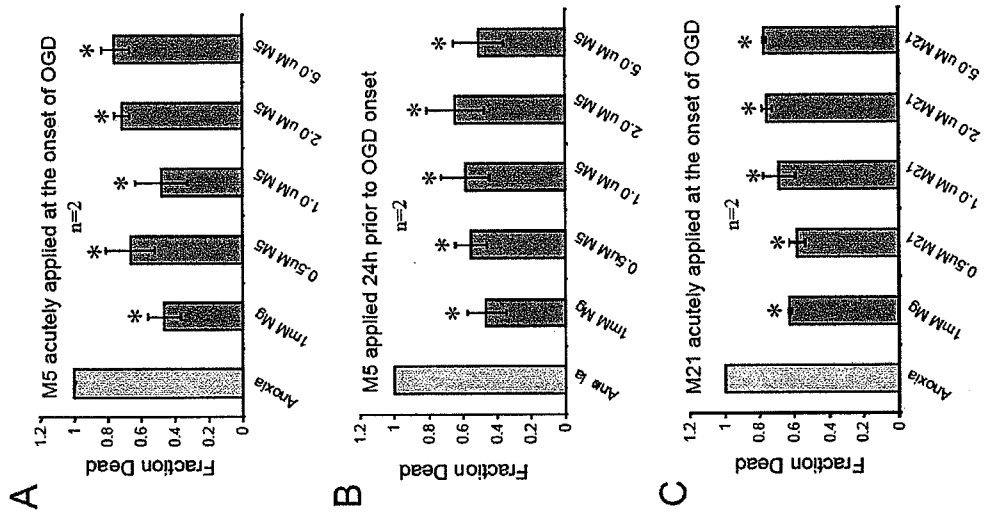 A
M5 acutely applied at the onset of OGD
n=2
Fraction Dead
1.2
1
0.8
0.6
0.4
0.2
0
* * * * *
Anoxia
1mM Mg
0.5uM M5
1.0 uM M5
2.0 uM M5
5.0 uM M5
B
M5 applied 24h prior to OGD onset
n=2
Fraction Dead
1.2
1
0.8
0.6
0.4
0.2
0
* * * * *
1mM Mg
0.5uM M5
1.0 uM M5
2.0 uM M5
5.0 uM M5
C
M21 acutely applied at the onset of OGD
n=2
Fraction Dead
1.2
1
0.8
0.6
0.4
0.2
0
* * * * *
Anoxia
1mM Mg
0.5uM M21
1.0 uM M21
2.0 uM M21
5.0 uM M21